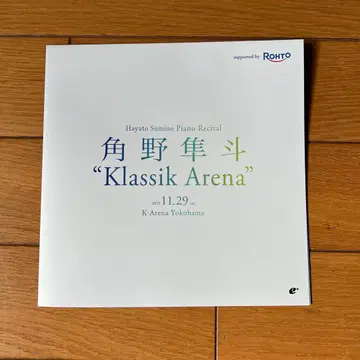 supported by ROHTO
Hayato Sumino Piano Recital
角野隼斗
“Klassik Arena”
11.29
K Arena Yokohama
e+